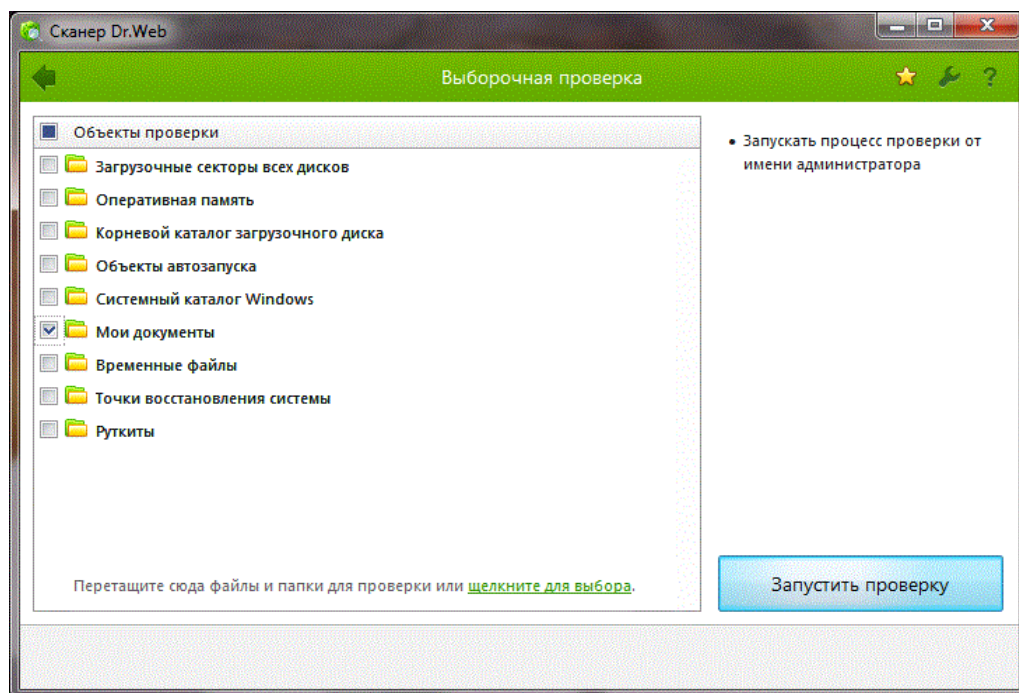 Сканер Dr.Web
Выборочная проверка
?
Объекты проверки
Загрузочные секторы всех дисков
Оперативная память
Корневой каталог загрузочного диска
Объекты автозапуска
Системный каталог Windows
Мои документы
Временные файлы
Точки восстановления системы
Руткиты
Перетащите сюда файлы и папки для проверки или щелкните для выбора.
• Запускать процесс проверки от
имени администратора
Запустить проверку